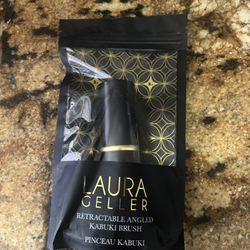 LAURA
GELLER
RETRACTABLE ANGLED
KABUKI BRUSH
PINCEAU KABUKI